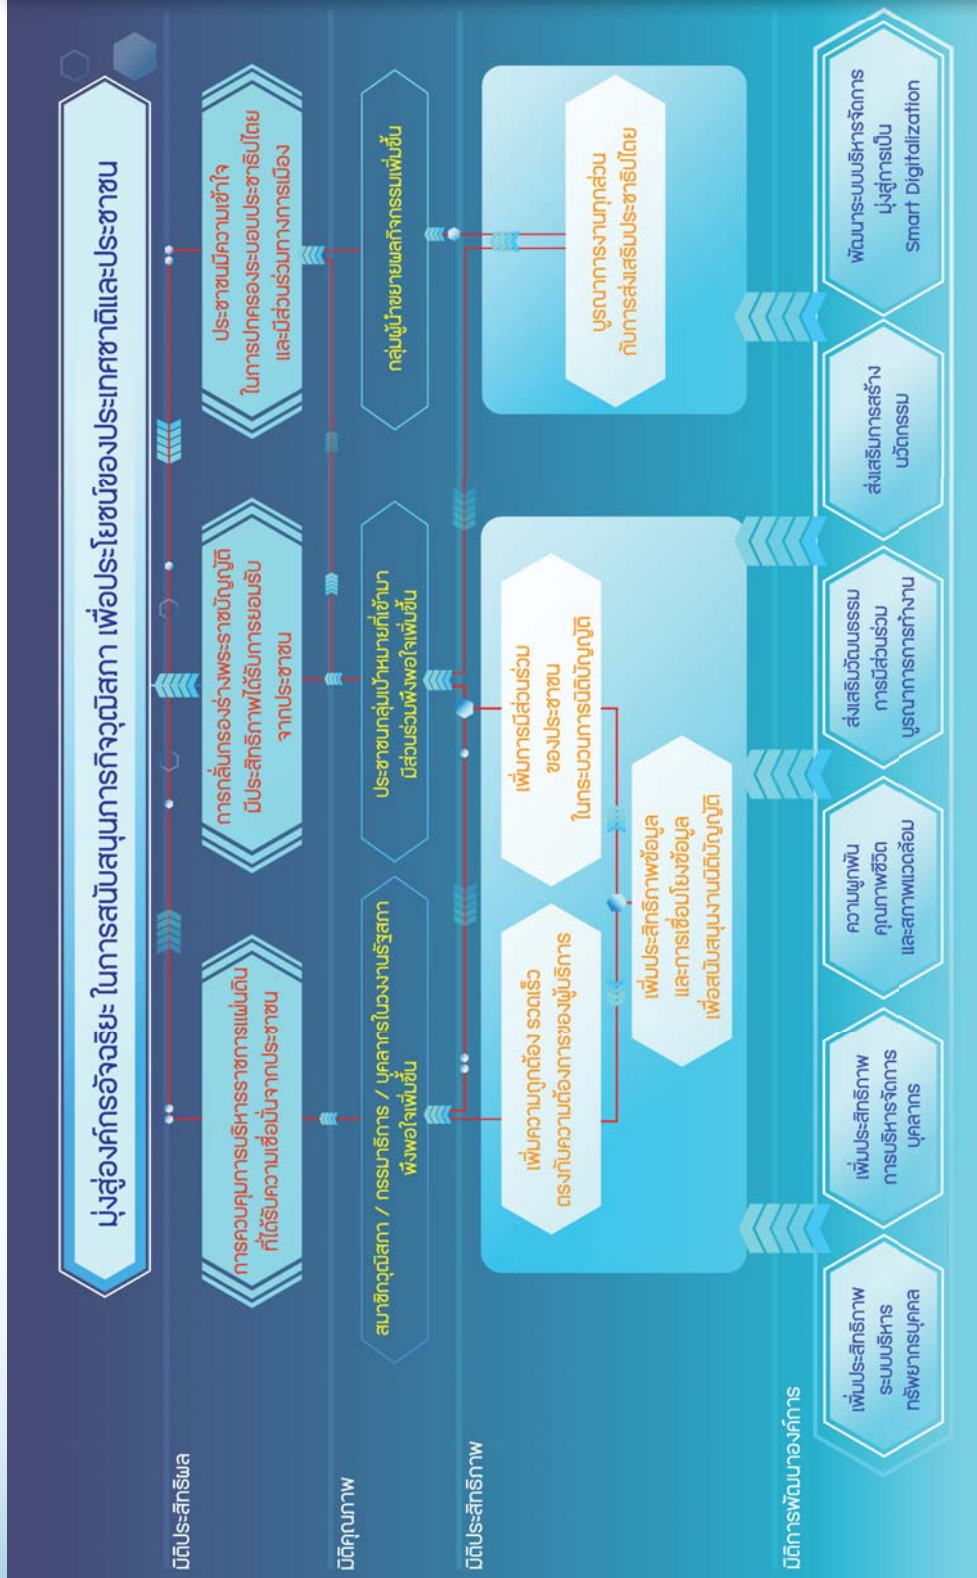 มุ่งสู่องค์กรอัจฉริยะ ในการสนับสนุนภารกิจวุฒิสภา เพื่อประโยชน์ของประเทศชาติและประชาชน
มิติประสิทธิผล
การควบคุมการบริหารราชการแผ่นดิน
ที่ได้รับความเชื่อมั่นจากประชาชน
การกลั่นกรองร่างพระราชบัญญัติ
มีประสิทธิภาพได้รับการยอมรับ
จากประชาชน
ประชาชนมีความเข้าใจ
ในการปกครองระบอบประชาธิปไตย
และมีส่วนร่วมทางการเมือง
มิติคุณภาพ
สมาชิกวุฒิสภา / กรรมาธิการ / บุคลากรในวงงานรัฐสภา
พึงพอใจเพิ่มขึ้น
ประชาชนกลุ่มเป้าหมายที่เข้ามา
มีส่วนร่วมพึงพอใจเพิ่มขึ้น
กลุ่มผู้นำขยายผลกิจกรรมเพิ่มขึ้น
มิติประสิทธิภาพ
เพิ่มความถูกต้อง รวดเร็ว
ตรงกับความต้องการของผู้บริการ
เพิ่มการมีส่วนร่วม
ของประชาชน
ในกระบวนการนิติบัญญัติ
บูรณาการงานทุกส่วน
กับการส่งเสริมประชาธิปไตย
เพิ่มประสิทธิภาพข้อมูล
และการเชื่อมโยงข้อมูล
เพื่อสนับสนุนงานนิติบัญญัติ
มิติการพัฒนาองค์การ
เพิ่มประสิทธิภาพ
ระบบบริหาร
ทรัพยากรบุคคล
เพิ่มประสิทธิภาพ
การบริหารจัดการ
บุคลากร
ความผูกพัน
คุณภาพชีวิต
และสภาพแวดล้อม
ส่งเสริมวัฒนธรรม
การมีส่วนร่วม
บูรณาการการทำงาน
ส่งเสริมการสร้าง
นวัตกรรม
พัฒนาระบบบริหารจัดการ
มุ่งสู่การเป็น
Smart Digitalization